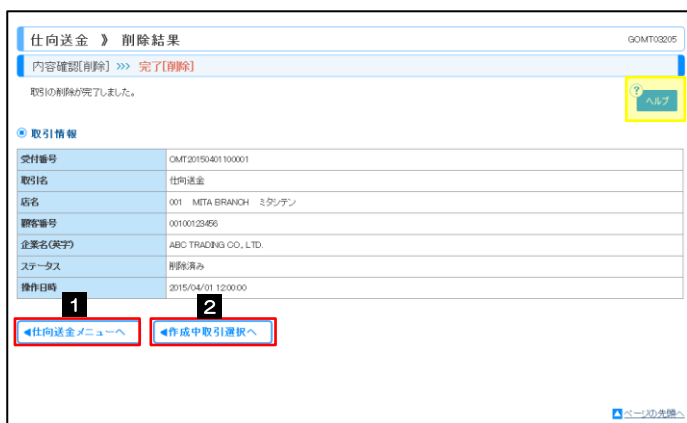 仕向送金 》 削除結果 GOMT03205
内容確認[削除] >>> 完了[削除]
取引の削除が完了しました。
? ヘルプ
取引情報
受付番号 OMT20150401100001
取引名 仕向送金
店名 001 MITA BRANCH ミタシテン
顧客番号 00100123456
企業名(英字) ABC TRADING CO., LTD.
ステータス 削除済み
操作日時 2015/04/01 12:00:00
1 2
◀仕向送金メニューへ ◀作成中取引選択へ
ページの先頭へ